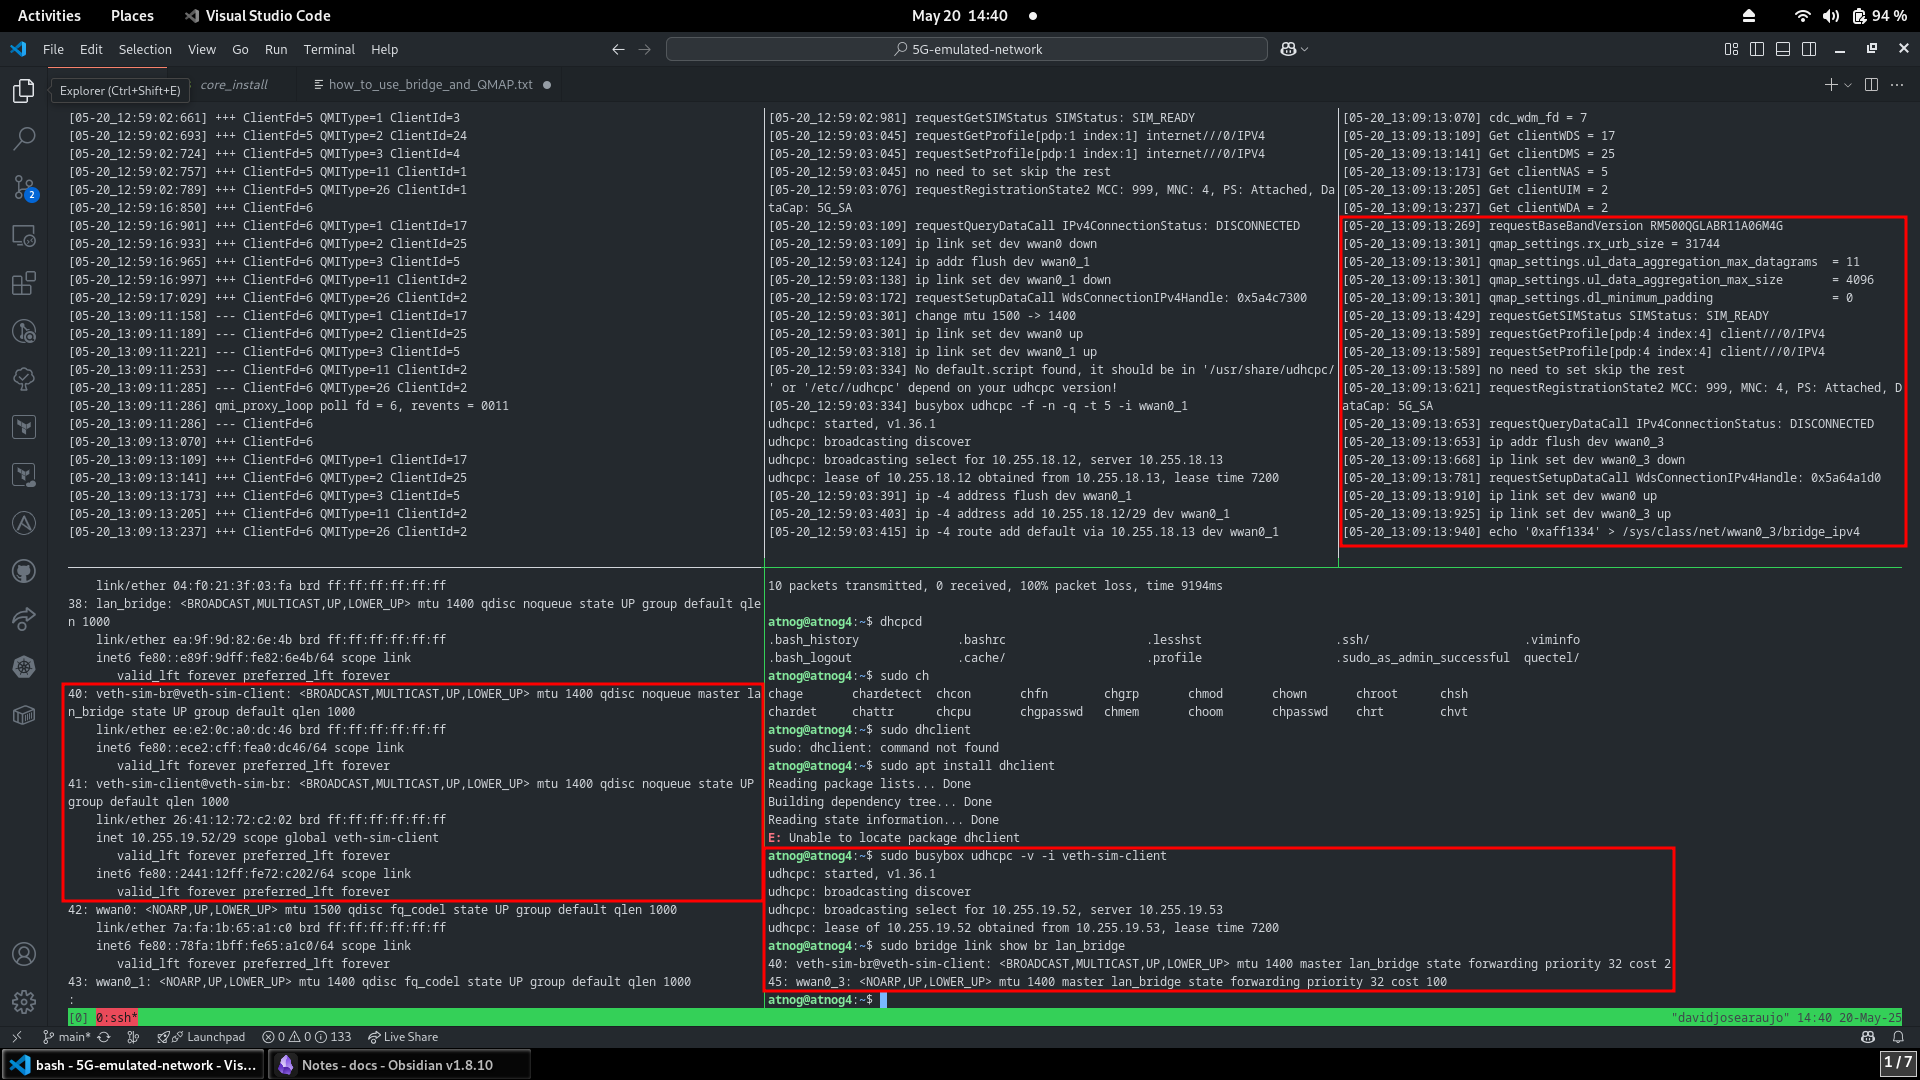 Activities
Places
Visual Studio Code
May 20 14:40
94 %
File
Edit
Selection
View
Go
Run
Terminal
Help
5G-emulated-network
Explorer (Ctrl+Shift+E)
core_install
how_to_use_bridge_and_QMAP.txt
2
[05-20_12:59:02:661] +++ ClientFd=5 QMIType=1 ClientId=3
[05-20_12:59:02:693] +++ ClientFd=5 QMIType=2 ClientId=24
[05-20_12:59:02:724] +++ ClientFd=5 QMIType=3 ClientId=4
[05-20_12:59:02:757] +++ ClientFd=5 QMIType=11 ClientId=1
[05-20_12:59:02:789] +++ ClientFd=5 QMIType=26 ClientId=1
[05-20_12:59:16:850] +++ ClientFd=6
[05-20_12:59:16:901] +++ ClientFd=6 QMIType=1 ClientId=17
[05-20_12:59:16:933] +++ ClientFd=6 QMIType=2 ClientId=25
[05-20_12:59:16:965] +++ ClientFd=6 QMIType=3 ClientId=5
[05-20_12:59:16:997] +++ ClientFd=6 QMIType=11 ClientId=2
[05-20_12:59:17:029] +++ ClientFd=6 QMIType=26 ClientId=2
[05-20_13:09:11:158] --- ClientFd=6 QMIType=1 ClientId=17
[05-20_13:09:11:189] --- ClientFd=6 QMIType=2 ClientId=25
[05-20_13:09:11:221] --- ClientFd=6 QMIType=3 ClientId=5
[05-20_13:09:11:253] --- ClientFd=6 QMIType=11 ClientId=2
[05-20_13:09:11:285] --- ClientFd=6 QMIType=26 ClientId=2
[05-20_13:09:11:286] qmi_proxy_loop poll fd = 6, revents = 0011
[05-20_13:09:11:286] --- ClientFd=6
[05-20_13:09:13:070] +++ ClientFd=6
[05-20_13:09:13:109] +++ ClientFd=6 QMIType=1 ClientId=17
[05-20_13:09:13:141] +++ ClientFd=6 QMIType=2 ClientId=25
[05-20_13:09:13:173] +++ ClientFd=6 QMIType=3 ClientId=5
[05-20_13:09:13:205] +++ ClientFd=6 QMIType=11 ClientId=2
[05-20_13:09:13:237] +++ ClientFd=6 QMIType=26 ClientId=2
[05-20_12:59:02:981] requestGetSIMStatus SIMStatus: SIM_READY
[05-20_12:59:03:045] requestGetProfile[pdp:1 index:1] internet///0/IPV4
[05-20_12:59:03:045] requestSetProfile[pdp:1 index:1] internet///0/IPV4
[05-20_12:59:03:045] no need to set skip the rest
[05-20_12:59:03:076] requestRegistrationState2 MCC: 999, MNC: 4, PS: Attached, Da
taCap: 5G_SA
[05-20_12:59:03:109] requestQueryDataCall IPv4ConnectionStatus: DISCONNECTED
[05-20_12:59:03:109] ip link set dev wwan0 down
[05-20_12:59:03:124] ip addr flush dev wwan0_1
[05-20_12:59:03:138] ip link set dev wwan0_1 down
[05-20_12:59:03:172] requestSetupDataCall WdsConnectionIPv4Handle: 0x5a4c7300
[05-20_12:59:03:301] change mtu 1500 -> 1400
[05-20_12:59:03:301] ip link set dev wwan0 up
[05-20_12:59:03:318] ip link set dev wwan0_1 up
[05-20_12:59:03:334] No default.script found, it should be in '/usr/share/udhcpc/
' or '/etc//udhcpc' depend on your udhcpc version!
[05-20_12:59:03:334] busybox udhcpc -f -n -q -t 5 -i wwan0_1
udhcpc: started, v1.36.1
udhcpc: broadcasting discover
udhcpc: broadcasting select for 10.255.18.12, server 10.255.18.13
udhcpc: lease of 10.255.18.12 obtained from 10.255.18.13, lease time 7200
[05-20_12:59:03:391] ip -4 address flush dev wwan0_1
[05-20_12:59:03:403] ip -4 address add 10.255.18.12/29 dev wwan0_1
[05-20_12:59:03:415] ip -4 route add default via 10.255.18.13 dev wwan0_1
[05-20_13:09:13:070] cdc_wdm_fd = 7
[05-20_13:09:13:109] Get clientWDS = 17
[05-20_13:09:13:141] Get clientDMS = 25
[05-20_13:09:13:173] Get clientNAS = 5
[05-20_13:09:13:205] Get clientUIM = 2
[05-20_13:09:13:237] Get clientWDA = 2
[05-20_13:09:13:269] requestBaseBandVersion RM500QGLABR11A06M4G
[05-20_13:09:13:301] qmap_settings.rx_urb_size = 31744
[05-20_13:09:13:301] qmap_settings.ul_data_aggregation_max_datagrams  = 11
[05-20_13:09:13:301] qmap_settings.ul_data_aggregation_max_size       = 4096
[05-20_13:09:13:301] qmap_settings.dl_minimum_padding                 = 0
[05-20_13:09:13:429] requestGetSIMStatus SIMStatus: SIM_READY
[05-20_13:09:13:589] requestGetProfile[pdp:4 index:4] client///0/IPV4
[05-20_13:09:13:589] requestSetProfile[pdp:4 index:4] client///0/IPV4
[05-20_13:09:13:589] no need to set skip the rest
[05-20_13:09:13:621] requestRegistrationState2 MCC: 999, MNC: 4, PS: Attached, D
ataCap: 5G_SA
[05-20_13:09:13:653] requestQueryDataCall IPv4ConnectionStatus: DISCONNECTED
[05-20_13:09:13:653] ip addr flush dev wwan0_3
[05-20_13:09:13:668] ip link set dev wwan0_3 down
[05-20_13:09:13:781] requestSetupDataCall WdsConnectionIPv4Handle: 0x5a64a1d0
[05-20_13:09:13:910] ip link set dev wwan0 up
[05-20_13:09:13:925] ip link set dev wwan0_3 up
[05-20_13:09:13:940] echo '0xaff1334' > /sys/class/net/wwan0_3/bridge_ipv4
link/ether 04:f0:21:3f:03:fa brd ff:ff:ff:ff:ff:ff
38: lan_bridge: <BROADCAST,MULTICAST,UP,LOWER_UP> mtu 1400 qdisc noqueue state UP group default qle
n 1000
link/ether ea:9f:9d:82:6e:4b brd ff:ff:ff:ff:ff:ff
inet6 fe80::e89f:9dff:fe82:6e4b/64 scope link
valid_lft forever preferred_lft forever
40: veth-sim-br@veth-sim-client: <BROADCAST,MULTICAST,UP,LOWER_UP> mtu 1400 qdisc noqueue master la
n_bridge state UP group default qlen 1000
link/ether ee:e2:0c:a0:dc:46 brd ff:ff:ff:ff:ff:ff
inet6 fe80::ece2:cff:fea0:dc46/64 scope link
valid_lft forever preferred_lft forever
41: veth-sim-client@veth-sim-br: <BROADCAST,MULTICAST,UP,LOWER_UP> mtu 1400 qdisc noqueue state UP
group default qlen 1000
link/ether 26:41:12:72:c2:02 brd ff:ff:ff:ff:ff:ff
inet 10.255.19.52/29 scope global veth-sim-client
valid_lft forever preferred_lft forever
inet6 fe80::2441:12ff:fe72:c202/64 scope link
valid_lft forever preferred_lft forever
42: wwan0: <NOARP,UP,LOWER_UP> mtu 1500 qdisc fq_codel state UP group default qlen 1000
link/ether 7a:fa:1b:65:a1:c0 brd ff:ff:ff:ff:ff:ff
inet6 fe80::78fa:1bff:fe65:a1c0/64 scope link
valid_lft forever preferred_lft forever
43: wwan0_1: <NOARP,UP,LOWER_UP> mtu 1400 qdisc fq_codel state UP group default qlen 1000
:
10 packets transmitted, 0 received, 100% packet loss, time 9194ms
atnog@atnog4:~$ dhcpcd
.bash_history .bashrc .lesshst .ssh/ .viminfo
.bash_logout .cache/ .profile .sudo_as_admin_successful quectel/
atnog@atnog4:~$ sudo ch
chage chardetect chcon chfn chgrp chmod chown chroot chsh
chardet chattr chcpu chgpasswd chmem choom chpasswd chrt chvt
atnog@atnog4:~$ sudo dhclient
sudo: dhclient: command not found
atnog@atnog4:~$ sudo apt install dhclient
Reading package lists... Done
Building dependency tree... Done
Reading state information... Done
E: Unable to locate package dhclient
atnog@atnog4:~$ sudo busybox udhcpc -v -i veth-sim-client
udhcpc: started, v1.36.1
udhcpc: broadcasting discover
udhcpc: broadcasting select for 10.255.19.52, server 10.255.19.53
udhcpc: lease of 10.255.19.52 obtained from 10.255.19.53, lease time 7200
atnog@atnog4:~$ sudo bridge link show br lan_bridge
40: veth-sim-br@veth-sim-client: <BROADCAST,MULTICAST,UP,LOWER_UP> mtu 1400 master lan_bridge state forwarding priority 32 cost 2
45: wwan0_3: <NOARP,UP,LOWER_UP> mtu 1400 master lan_bridge state forwarding priority 32 cost 100
atnog@atnog4:~$
[0] 0:ssh*
"davidjosearaujo" 14:40 20-May-25
main*
Launchpad
0
0
133
Live Share
bash - 5G-emulated-network - Vis...
Notes - docs - Obsidian v1.8.10
1 / 7